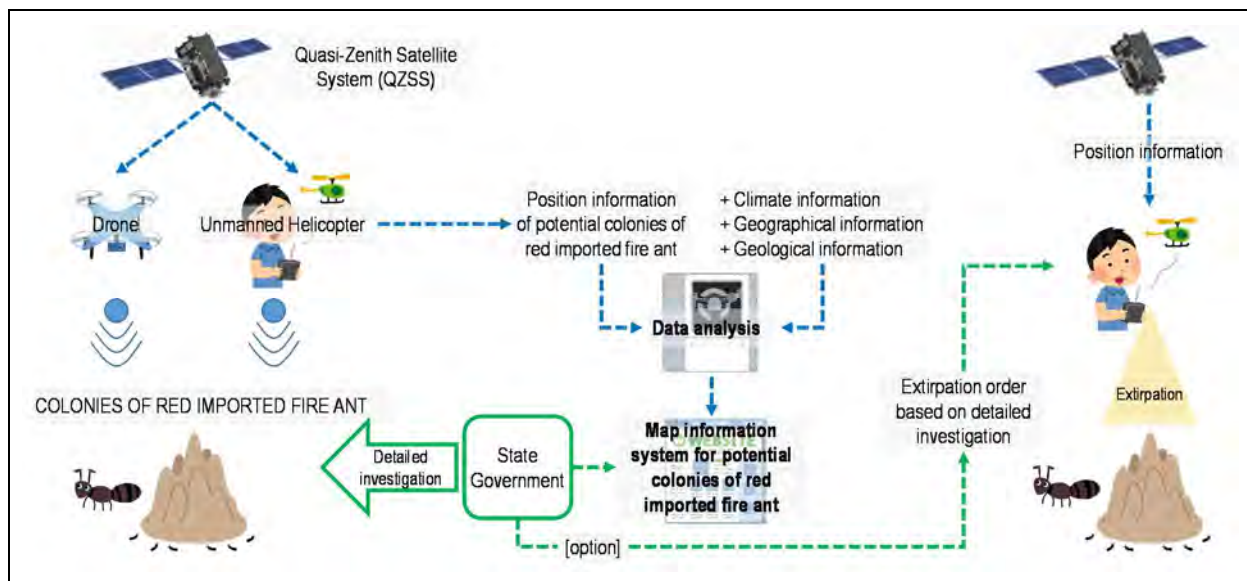 Quasi-Zenith Satellite
System (QZSS)
Drone
Unmanned Helicopter
Position information
of potential colonies of
red imported fire ant
+ Climate information
+ Geographical information
+ Geological information
Data analysis
Position information
COLONIES OF RED IMPORTED FIRE ANT
Detailed
investigation
State
Government
WEBSITE
Map information
system for potential
colonies of red
imported fire ant
[option]
Extirpation order
based on detailed
investigation
Extirpation